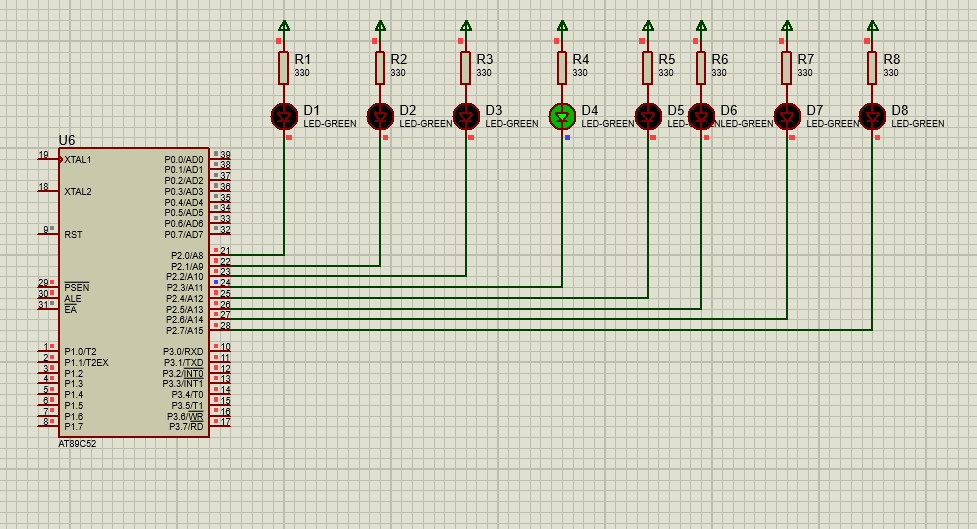 R1 R2 R3 R4 R5 R6 R7 R8
330 330 330 330 330 330 330 330
D1 D2 D3 D4 D5 D6 D7 D8
LED-GREEN LED-GREEN LED-GREEN LED-GREEN LED- NLED-GREEN LED-GREEN LED-GREEN
U6
19 XTAL1 P0.0/AD0 39
P0.1/AD1 38
P0.2/AD2 37
18 XTAL2 P0.3/AD3 36
P0.4/AD4 35
P0.5/AD5 34
P0.6/AD6 33
9 RST P0.7/AD7 32
P2.0/A8 21
P2.1/A9 22
P2.2/A10 23
29 PSEN P2.3/A11 24
30 ALE P2.4/A12 25
31 EA P2.5/A13 26
P2.6/A14 27
P2.7/A15 28
1 P1.0/T2 P3.0/RXD 10
2 P1.1/T2EX P3.1/TXD 11
3 P1.2 P3.2/INT0 12
4 P1.3 P3.3/INT1 13
5 P1.4 P3.4/T0 14
6 P1.5 P3.5/T1 15
7 P1.6 P3.6/WR 16
8 P1.7 P3.7/RD 17
AT89C52